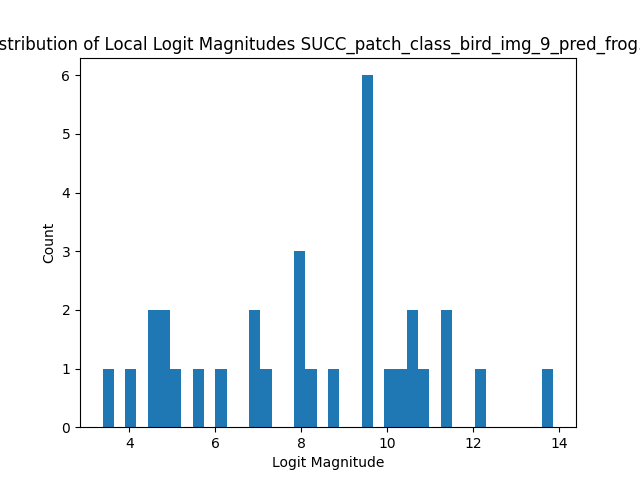 stribution of Local Logit Magnitudes SUCC_patch_class_bird_img_9_pred_frog.
6
5
4
3
2
1
0
Count
4 6 8 10 12 14
Logit Magnitude